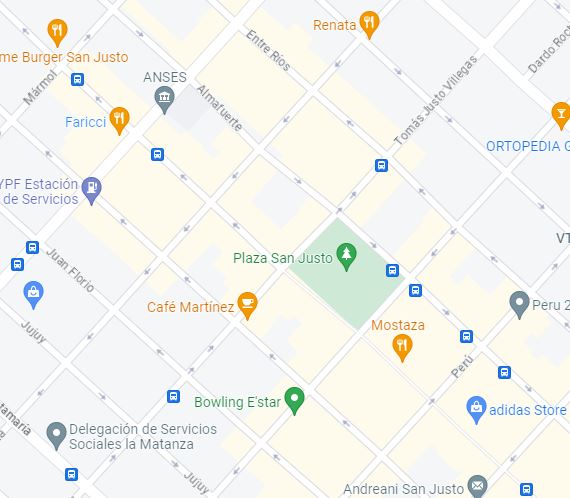 Renata
Entre Ríos
me Burger San Justo
Dardo Roch
ANSES
Mármol
Almafuerte
Tomás Justo Villegas
Faricci
ORTOPEDIA G
YPF Estación
de Servicios
VT
Juan Florio
Plaza San Justo
Café Martínez
Peru 2
Mostaza
Jujuy
Perú
Bowling E'star
adidas Store
ntamaría
Delegación de Servicios
Sociales la Matanza
Jujuy
Andreani San Justo